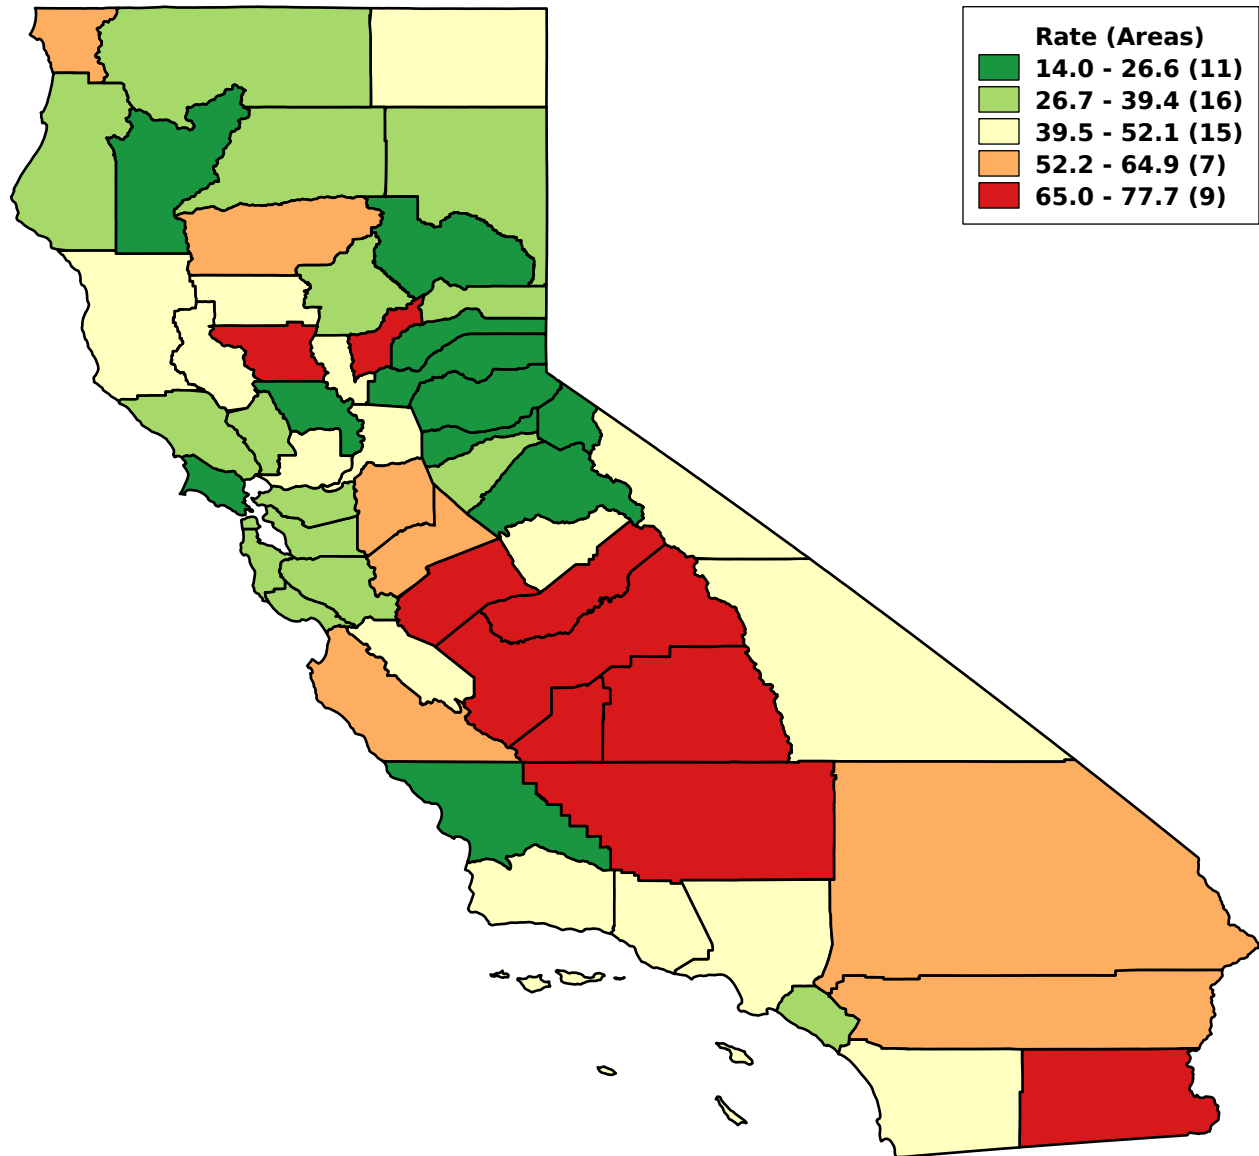 Rate (Areas)
14.0 - 26.6 (11)
26.7 - 39.4 (16)
39.5 - 52.1 (15)
52.2 - 64.9 (7)
65.0 - 77.7 (9)